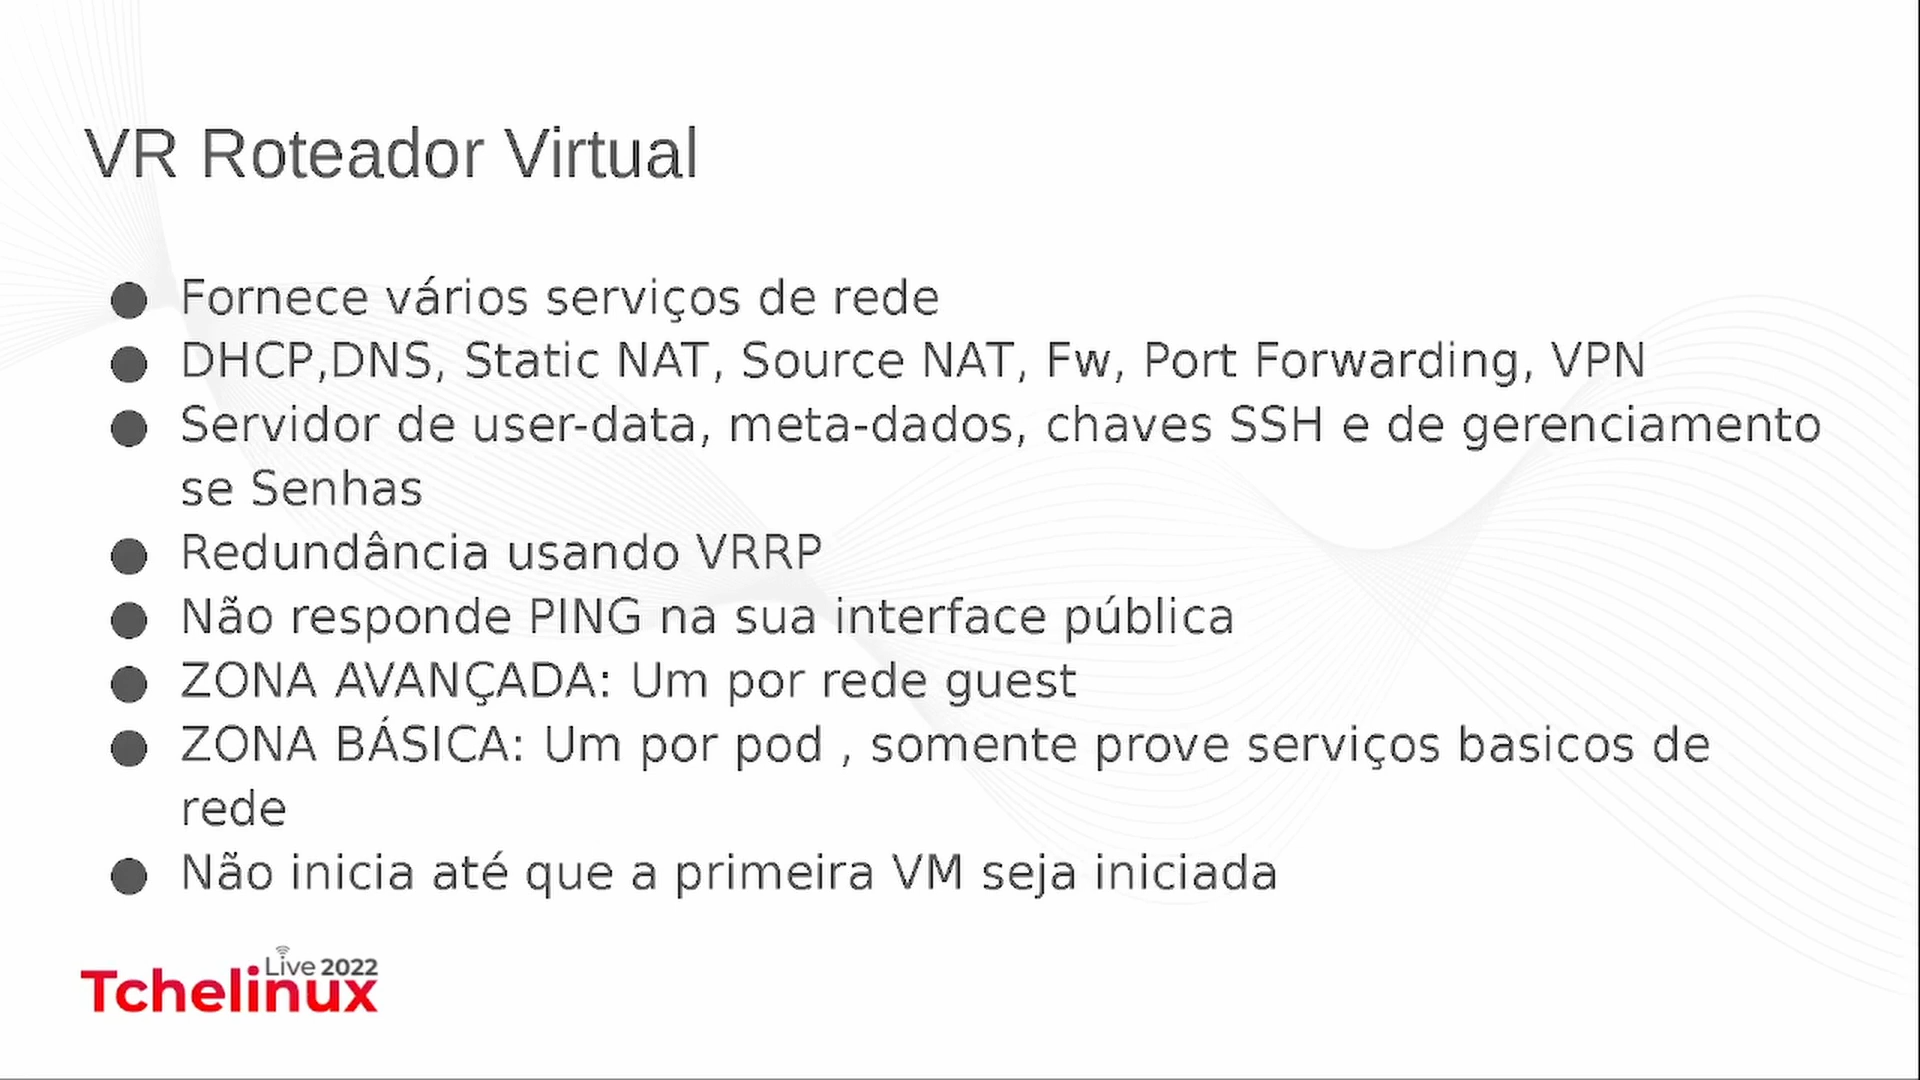 VR Roteador Virtual
● Fornece vários serviços de rede
● DHCP,DNS, Static NAT, Source NAT, Fw, Port Forwarding, VPN
● Servidor de user-data, meta-dados, chaves SSH e de gerenciamento
se Senhas
● Redundância usando VRRP
● Não responde PING na sua interface pública
● ZONA AVANÇADA: Um por rede guest
● ZONA BÁSICA: Um por pod , somente prove serviços basicos de
rede
● Não inicia até que a primeira VM seja iniciada
Live 2022
Tchelinux